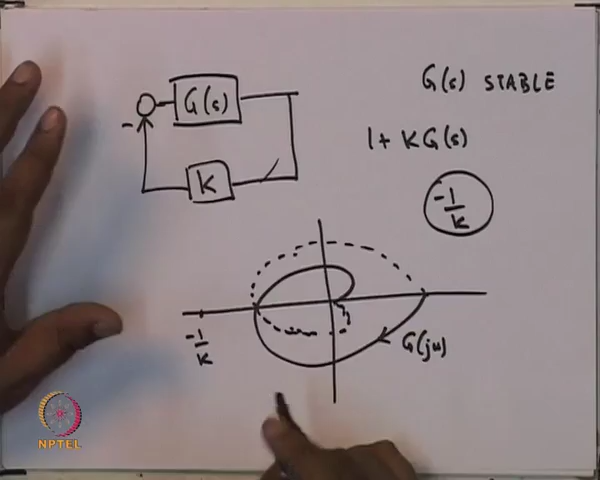 G(s) STABLE
G(s)
1 + KG(s)
-
K
-1/K
-1/K
G(jω)
NPTEL